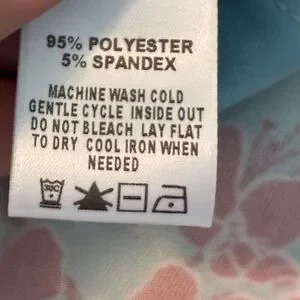 95% POLYESTER
5% SPANDEX
MACHINE WASH COLD
GENTLE CYCLE INSIDE OUT
DO NOT BLEACH LAY FLAT
TO DRY COOL IRON WHEN
NEEDED
30C